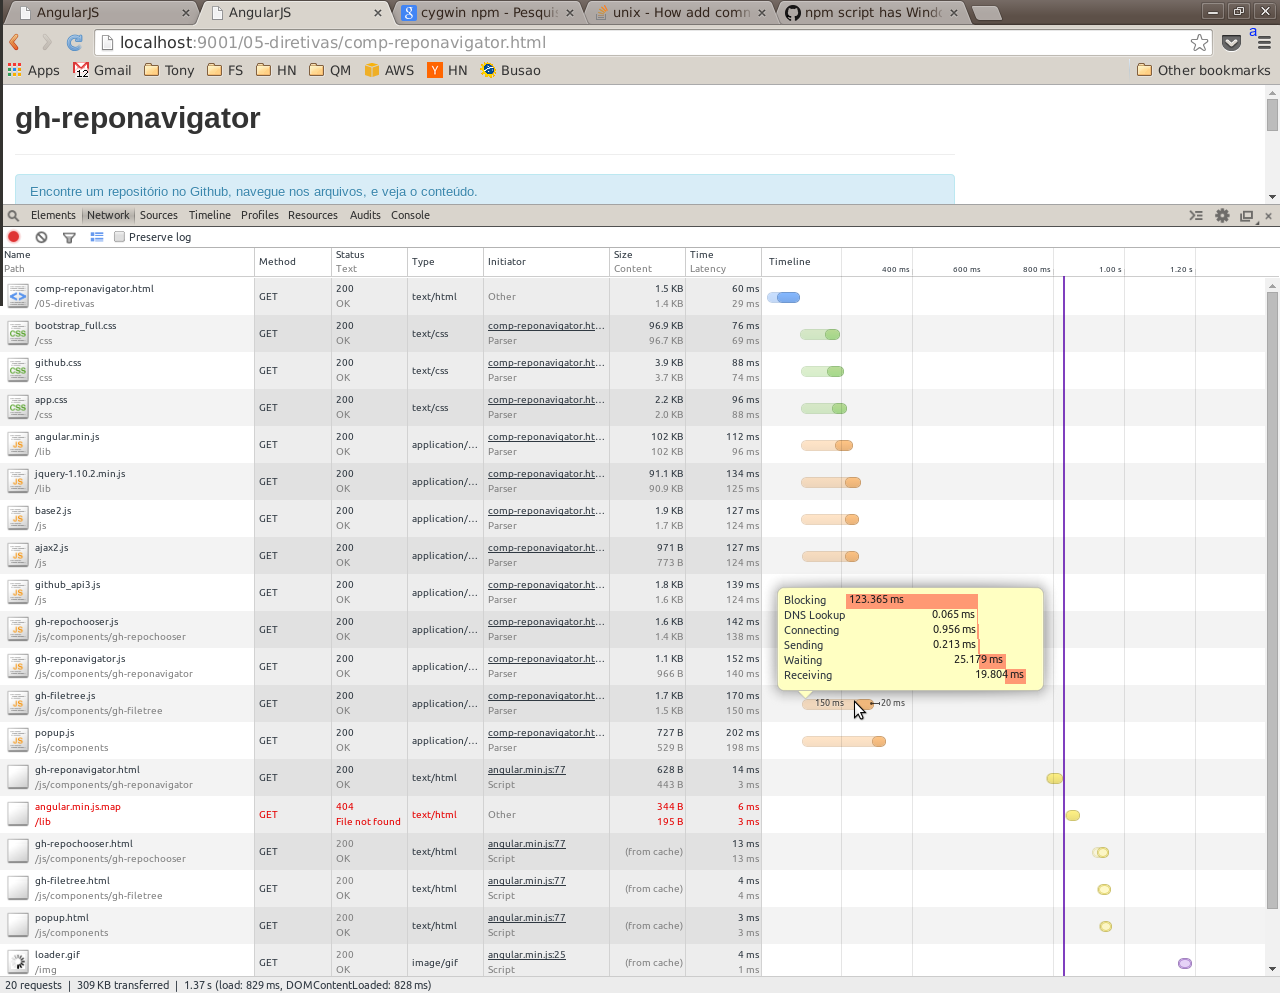 AngularJS
AngularJS
cygwin npm - Pesquis
unix - How add comm
npm script has Windo
localhost:9001/05-diretivas/comp-reponavigator.html
Apps 12 Gmail Tony FS HN QM AWS Y HN Busao Other bookmarks
gh-reponavigator
Encontre um repositório no Github, navegue nos arquivos, e veja o conteúdo.
Elements Network Sources Timeline Profiles Resources Audits Console
Preserve log
Name Path Method Status Text Type Initiator Size Content Time Latency Timeline 400 ms 600 ms 800 ms 1.00 s 1.20 s
comp-reponavigator.html GET 200 text/html Other 1.5 KB 60 ms
/05-diretivas OK 1.4 KB 29 ms
bootstrap_full.css GET 200 text/css comp-reponavigator.ht... 96.9 KB 76 ms
/css OK Parser 96.7 KB 69 ms
github.css GET 200 text/css comp-reponavigator.ht... 3.9 KB 88 ms
/css OK Parser 3.7 KB 74 ms
app.css GET 200 text/css comp-reponavigator.ht... 2.2 KB 96 ms
/css OK Parser 2.0 KB 88 ms
angular.min.js GET 200 application/... comp-reponavigator.ht... 102 KB 112 ms
/lib OK Parser 102 KB 96 ms
jquery-1.10.2.min.js GET 200 application/... comp-reponavigator.ht... 91.1 KB 134 ms
/lib OK Parser 90.9 KB 125 ms
base2.js GET 200 application/... comp-reponavigator.ht... 1.9 KB 127 ms
/js OK Parser 1.7 KB 124 ms
ajax2.js GET 200 application/... comp-reponavigator.ht... 971 B 127 ms
/js OK Parser 773 B 124 ms
github_api3.js GET 200 application/... comp-reponavigator.ht... 1.8 KB 139 ms
/js OK Parser 1.6 KB 124 ms
gh-repochooser.js GET 200 application/... comp-reponavigator.ht... 1.6 KB 142 ms
/js/components/gh-repochooser OK Parser 1.4 KB 138 ms
gh-reponavigator.js GET 200 application/... comp-reponavigator.ht... 1.1 KB 152 ms
/js/components/gh-reponavigator OK Parser 966 B 140 ms
gh-filetree.js GET 200 application/... comp-reponavigator.ht... 1.7 KB 170 ms
/js/components/gh-filetree OK Parser 1.5 KB 150 ms
popup.js GET 200 application/... comp-reponavigator.ht... 727 B 202 ms
/js/components OK Parser 529 B 198 ms
gh-reponavigator.html GET 200 text/html angular.min.js:77 628 B 14 ms
/js/components/gh-reponavigator OK Script 443 B 3 ms
angular.min.js.map GET 404 text/html Other 344 B 6 ms
/lib File not found 195 B 3 ms
gh-repochooser.html GET 200 text/html angular.min.js:77 (from cache) 13 ms
/js/components/gh-repochooser OK Script 13 ms
gh-filetree.html GET 200 text/html angular.min.js:77 (from cache) 4 ms
/js/components/gh-filetree OK Script 4 ms
popup.html GET 200 text/html angular.min.js:77 (from cache) 3 ms
/js/components OK Script 3 ms
loader.gif GET 200 image/gif angular.min.js:25 (from cache) 4 ms
/img OK Script 1 ms
Blocking 123.365 ms
DNS Lookup 0.065 ms
Connecting 0.956 ms
Sending 0.213 ms
Waiting 25.179 ms
Receiving 19.804 ms
150 ms 20 ms
20 requests | 309 KB transferred | 1.37 s (load: 829 ms, DOMContentLoaded: 828 ms)